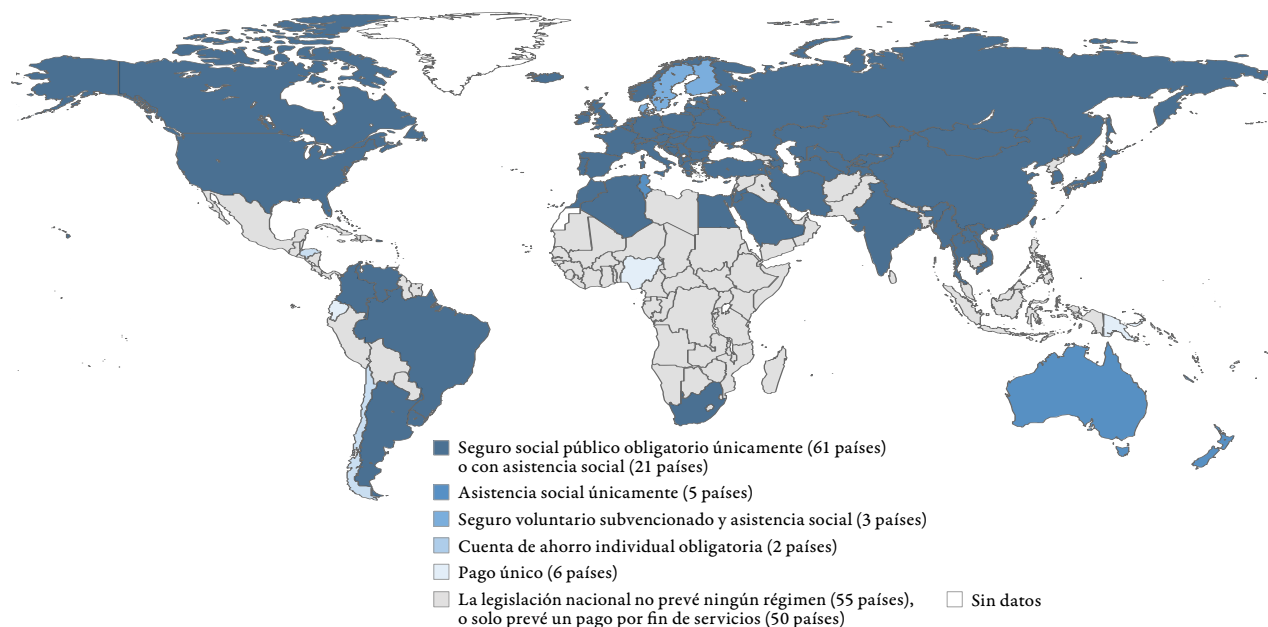 Seguro social público obligatorio únicamente (61 países)
o con asistencia social (21 países)
Asistencia social únicamente (5 países)
Seguro voluntario subvencionado y asistencia social (3 países)
Cuenta de ahorro individual obligatoria (2 países)
Pago único (6 países)
La legislación nacional no prevé ningún régimen (55 países),
o solo prevé un pago por fin de servicios (50 países)
Sin datos